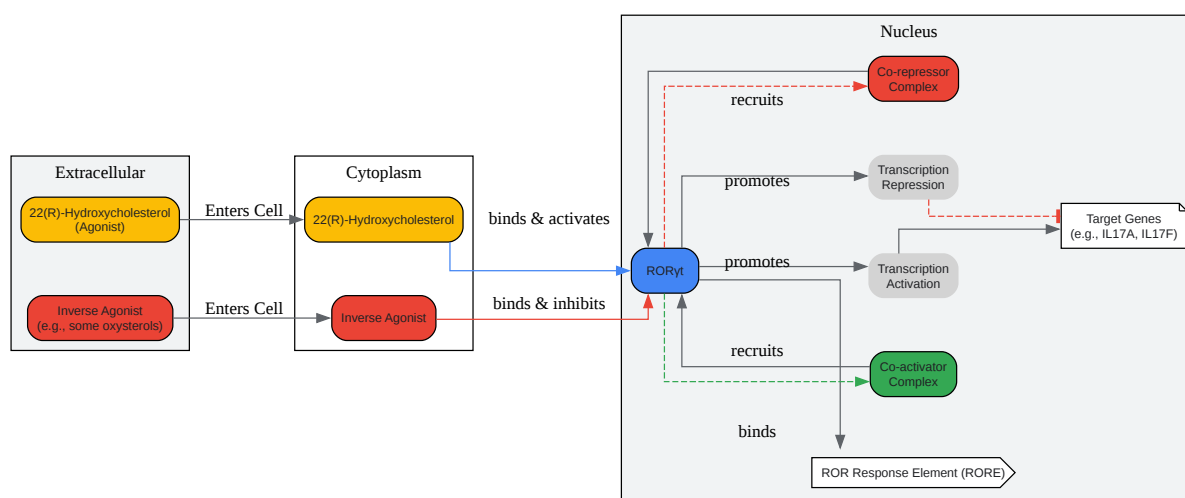 Nucleus
Co-repressor
Complex
recruits
Extracellular
Cytoplasm
Transcription
Repression
promotes
22(R)-Hydroxycholesterol
(Agonist)
Enters Cell
22(R)-Hydroxycholesterol
binds & activates
Target Genes
(e.g., IL17A, IL17F)
RORγt
promotes
Transcription
Activation
Inverse Agonist
(e.g., some oxysterols)
Enters Cell
Inverse Agonist
binds & inhibits
recruits
Co-activator
Complex
binds
ROR Response Element (RORE)